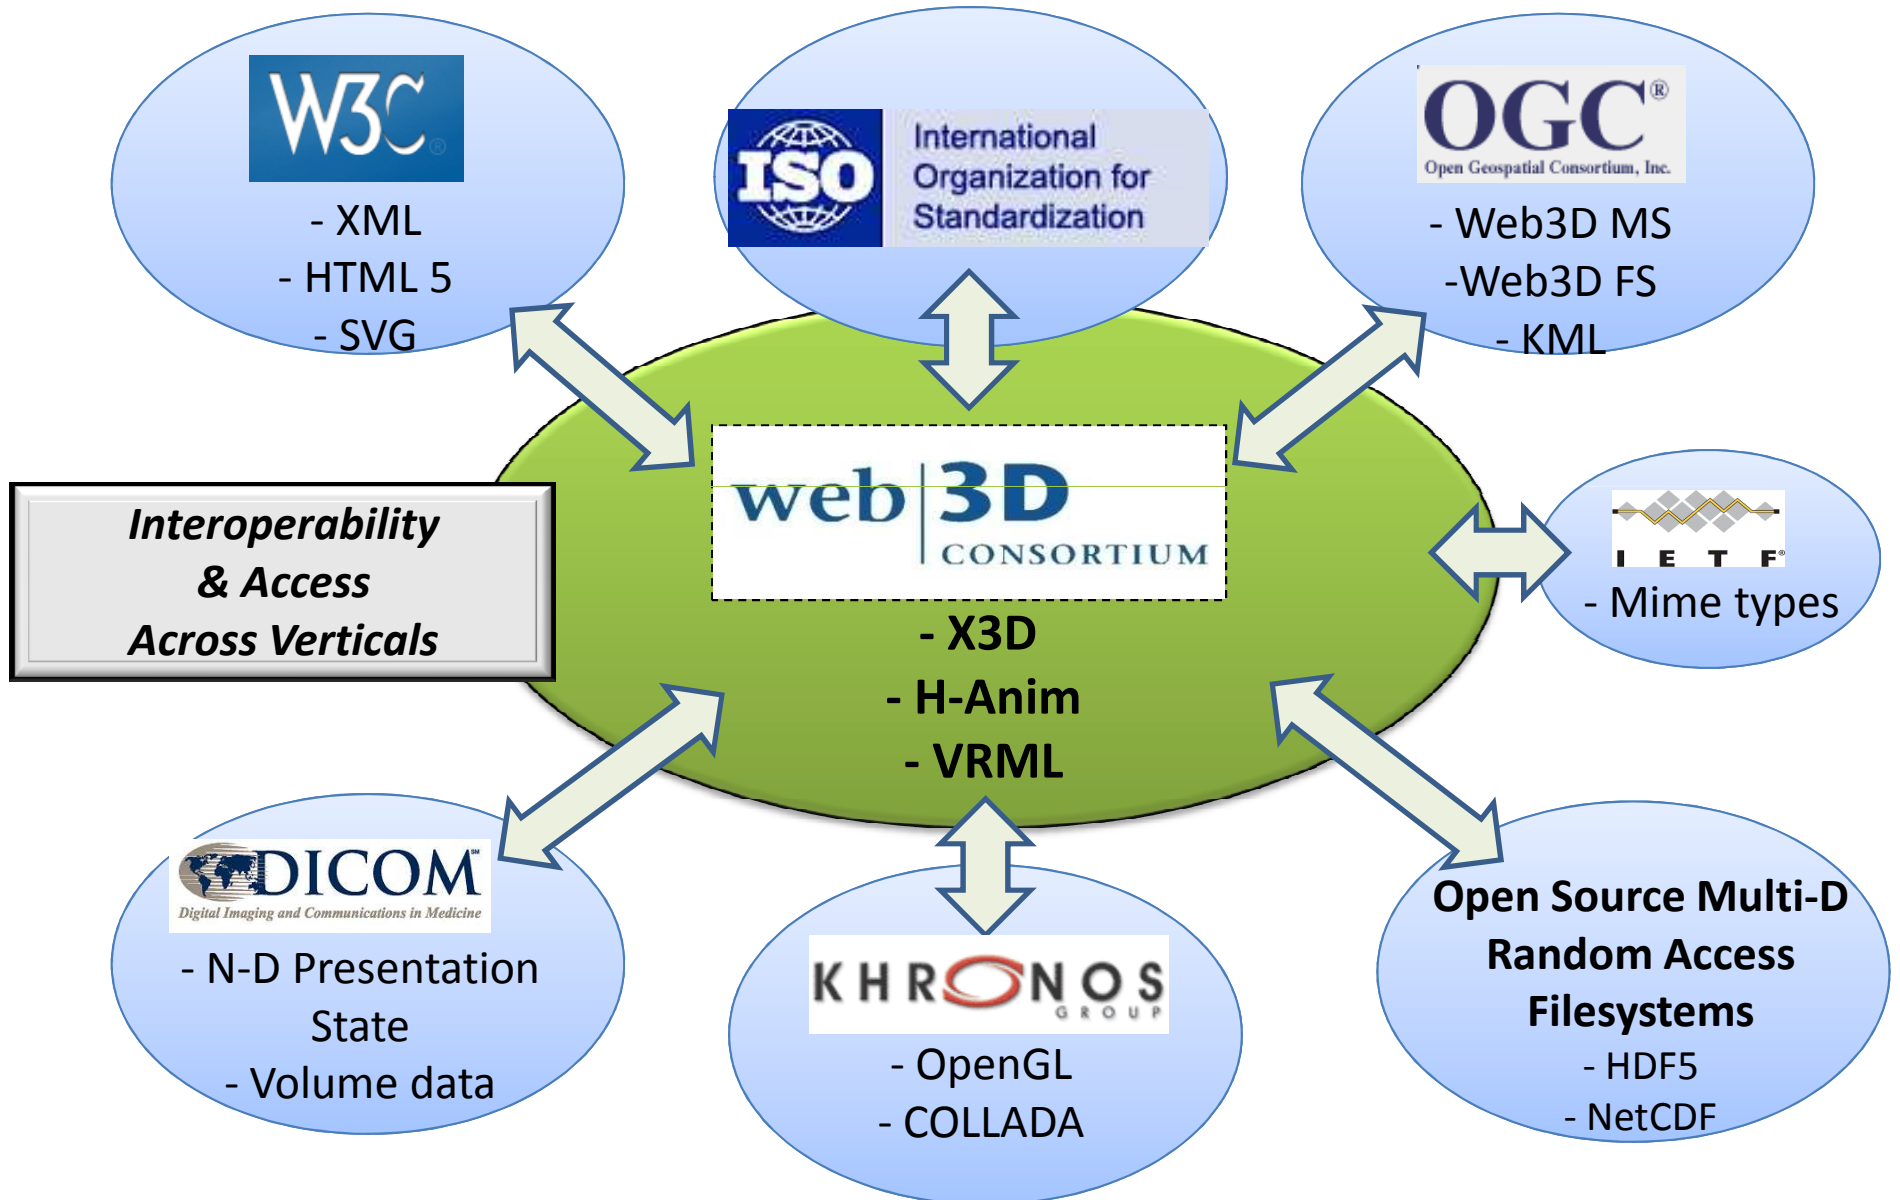 W3C®
- XML
- HTML 5
- SVG
ISO
International
Organization for
Standardization
OGC®
Open Geospatial Consortium, Inc.
- Web3D MS
-Web3D FS
- KML
Interoperability
& Access
Across Verticals
web 3D
CONSORTIUM
- X3D
- H-Anim
- VRML
I E T F®
- Mime types
DICOM℠
Digital Imaging and Communications in Medicine
- N-D Presentation
State
- Volume data
KHRONOS
GROUP
- OpenGL
- COLLADA
Open Source Multi-D
Random Access
Filesystems
- HDF5
- NetCDF